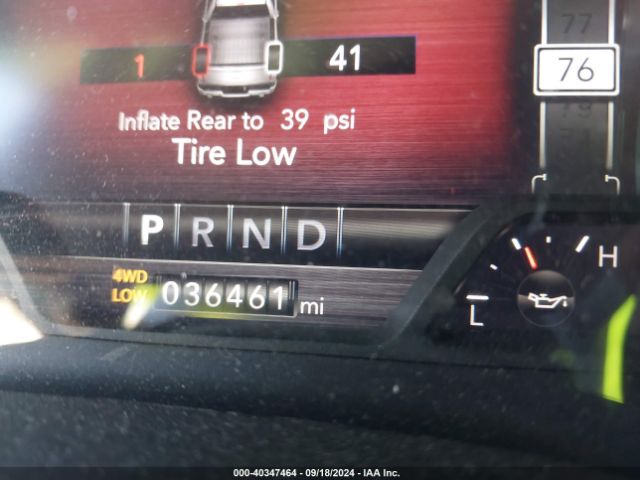 77
1 41
76
Inflate Rear to 39 psi
Tire Low
P R N D
H
4WD
LOW 036461 mi
L
000-40347464 - 09/18/2024 - IAA Inc.